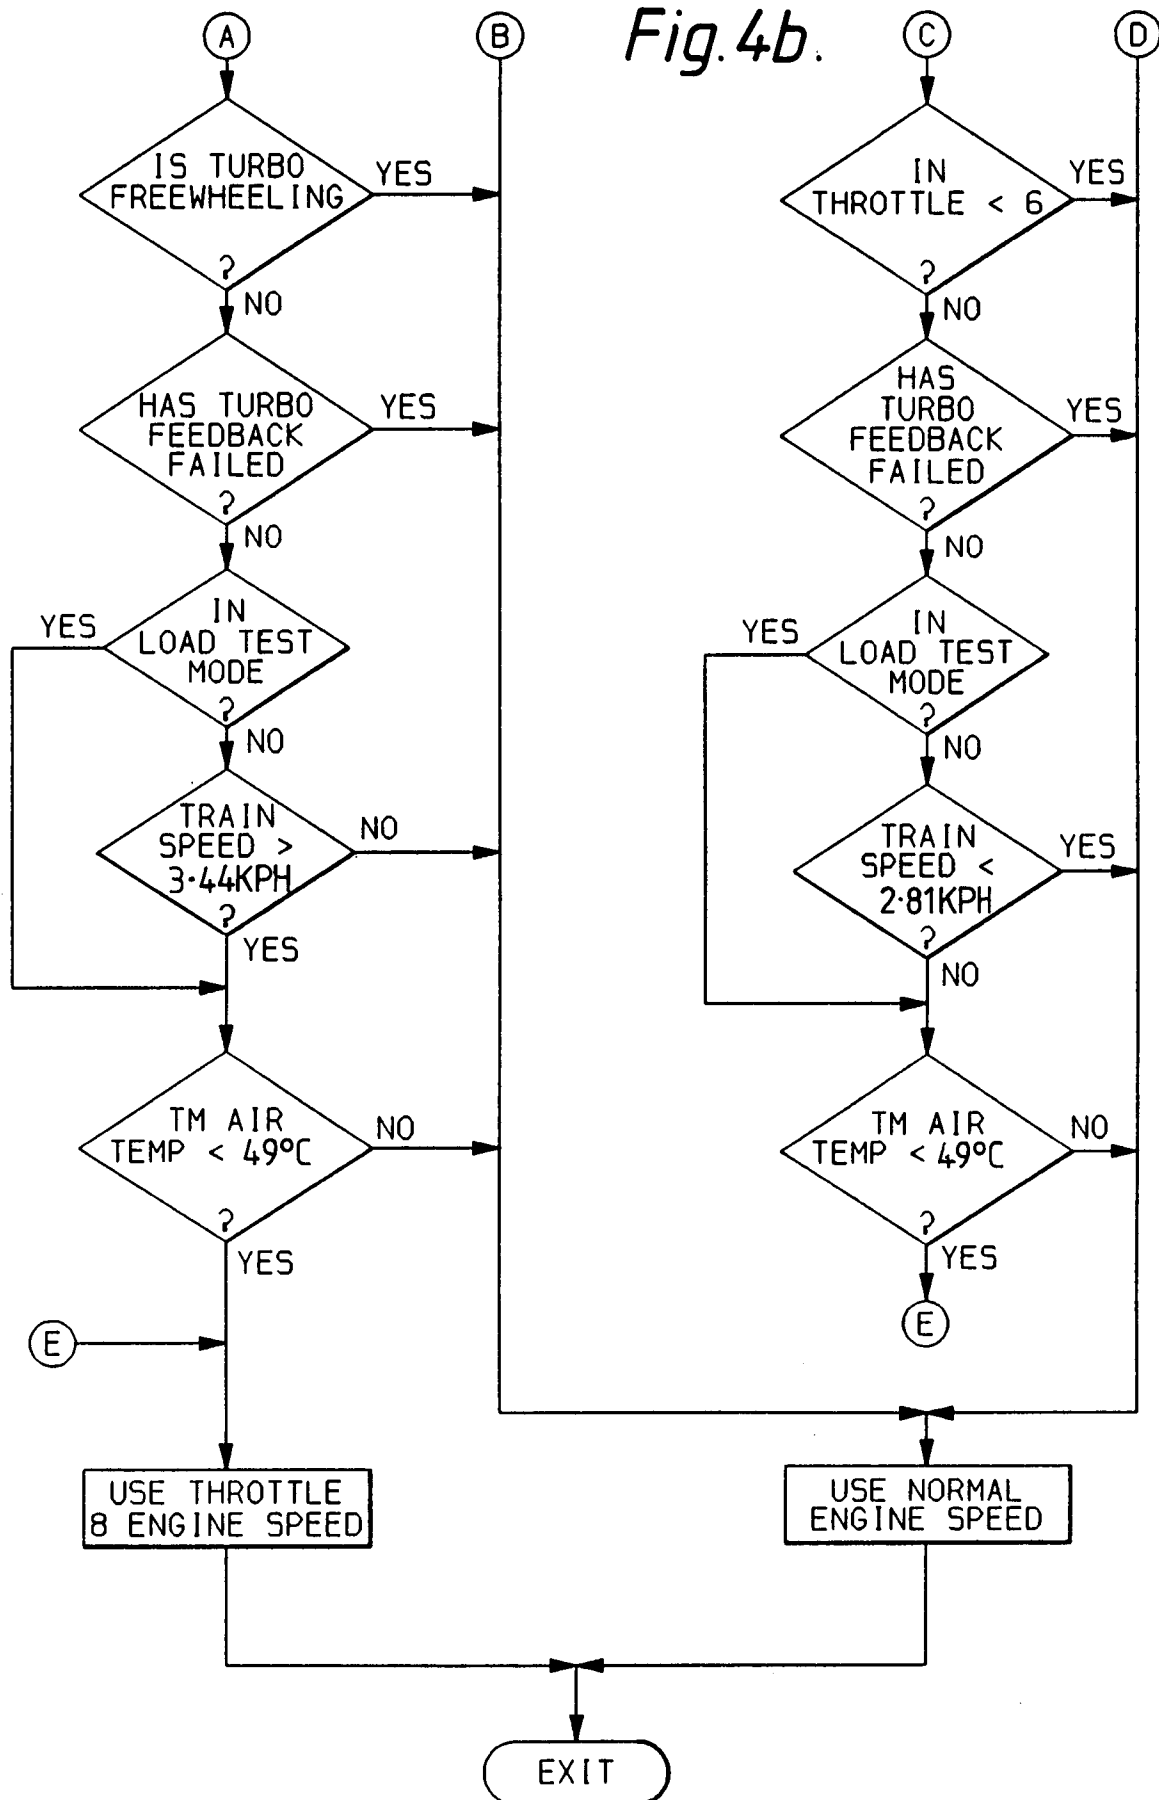 A
B
Fig. 4b.
C
D
IS TURBO
FREEWHEELING
?
YES
NO
HAS TURBO
FEEDBACK
FAILED
?
YES
NO
IN
LOAD TEST
MODE
?
YES
NO
TRAIN
SPEED >
3·44KPH
?
NO
YES
TM AIR
TEMP < 49°C
?
NO
YES
E
USE THROTTLE
8 ENGINE SPEED
IN
THROTTLE < 6
?
YES
NO
HAS
TURBO
FEEDBACK
FAILED
?
YES
NO
IN
LOAD TEST
MODE
?
YES
NO
TRAIN
SPEED <
2·81KPH
?
YES
NO
TM AIR
TEMP < 49°C
?
NO
YES
E
USE NORMAL
ENGINE SPEED
EXIT